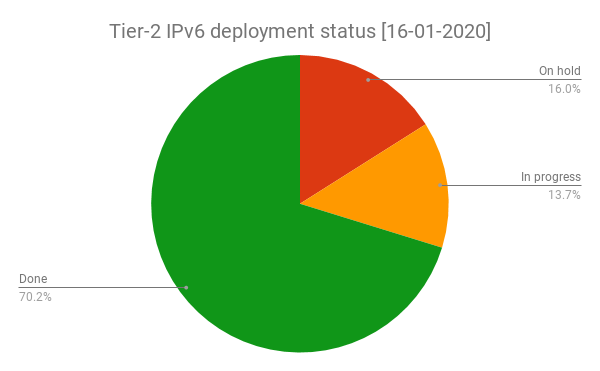 Tier-2 IPv6 deployment status [16-01-2020]
On hold
16.0%
In progress
13.7%
Done
70.2%